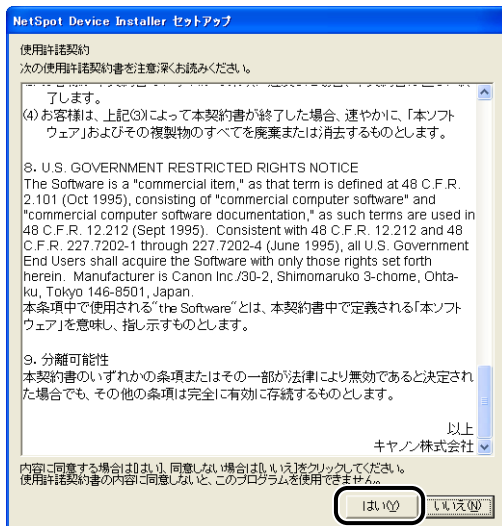 NetSpot Device Installer セットアップ
使用許諾契約
次の使用許諾契約書を注意深くお読みください。
了します。
(4)お客様は、上記(3)によって本契約書が終了した場合、速やかに、「本ソフト
ウェア」およびその複製物のすべてを廃棄または消去するものとします。
8. U.S. GOVERNMENT RESTRICTED RIGHTS NOTICE
The Software is a "commercial item," as that term is defined at 48 C.F.R.
2.101 (Oct 1995), consisting of "commercial computer software" and
"commercial computer software documentation," as such terms are used in
48 C.F.R. 12.212 (Sept 1995). Consistent with 48 C.F.R. 12.212 and 48
C.F.R. 227.7202-1 through 227.7202-4 (June 1995), all U.S. Government
End Users shall acquire the Software with only those rights set forth
herein. Manufacturer is Canon Inc./30-2, Shimomaruko 3-chome, Ohta-
ku, Tokyo 146-8501, Japan.
本条項中で使用される"the Software"とは、本契約書中で定義される「本ソフト
ウェア」を意味し、指し示すものとします。
9. 分離可能性
本契約書のいずれかの条項またはその一部が法律により無効であると決定され
た場合でも、その他の条項は完全に有効に存続するものとします。
以上
キヤノン株式会社
内容に同意する場合は[はい]、同意しない場合は[いいえ]をクリックしてください。
使用許諾契約書の内容に同意しないと、このプログラムを使用できません。
はい(Y)
いいえ(N)